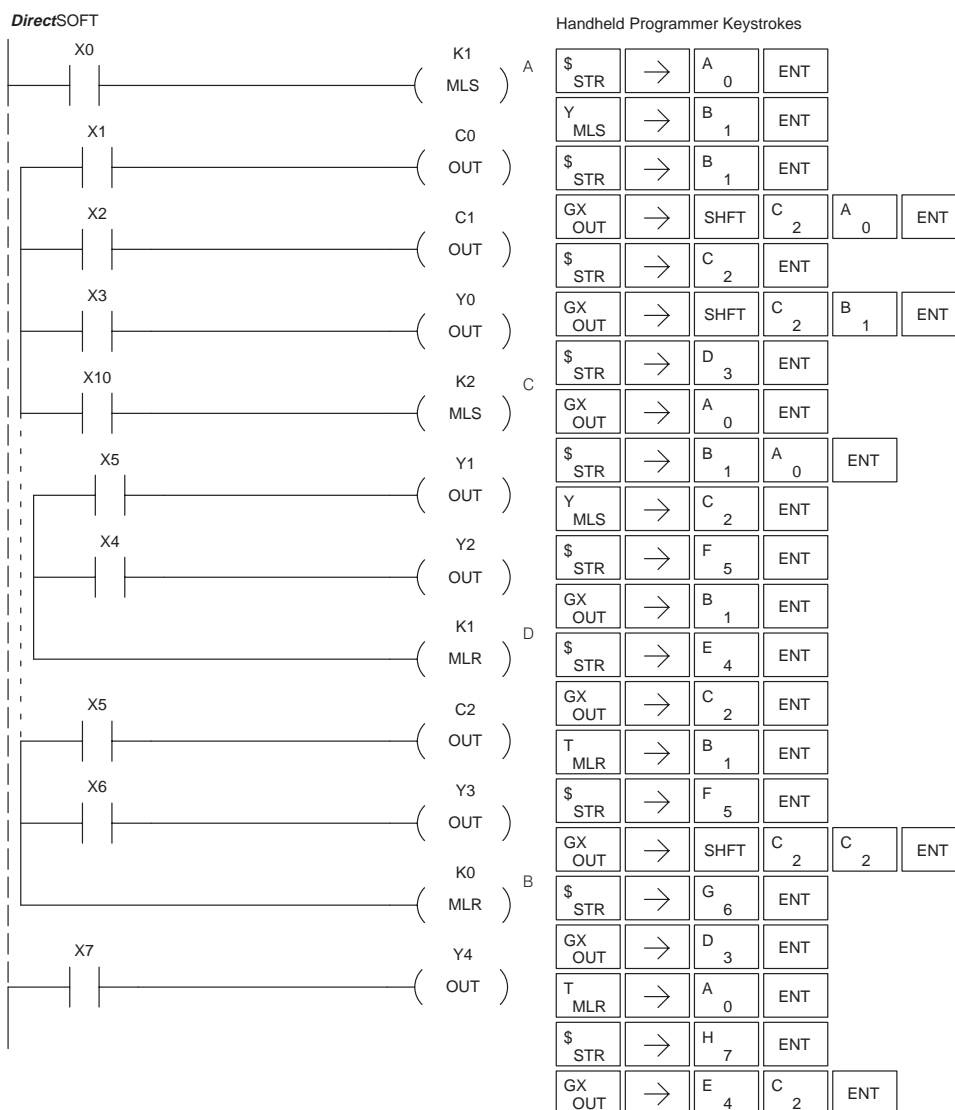 DirectSOFT
X0
K1
MLS
A
X1
C0
OUT
X2
C1
OUT
X3
Y0
OUT
X10
K2
MLS
C
X5
Y1
OUT
X4
Y2
OUT
K1
MLR
D
X5
C2
OUT
X6
Y3
OUT
K0
MLR
B
X7
Y4
OUT
Handheld Programmer Keystrokes
$ STR → A 0 ENT
Y MLS → B 1 ENT
$ STR → B 1 ENT
GX OUT → SHFT C 2 A 0 ENT
$ STR → C 2 ENT
GX OUT → SHFT C 2 B 1 ENT
$ STR → D 3 ENT
GX OUT → A 0 ENT
$ STR → B 1 A 0 ENT
Y MLS → C 2 ENT
$ STR → F 5 ENT
GX OUT → B 1 ENT
$ STR → E 4 ENT
GX OUT → C 2 ENT
T MLR → B 1 ENT
$ STR → F 5 ENT
GX OUT → SHFT C 2 C 2 ENT
$ STR → G 6 ENT
GX OUT → D 3 ENT
T MLR → A 0 ENT
$ STR → H 7 ENT
GX OUT → E 4 C 2 ENT